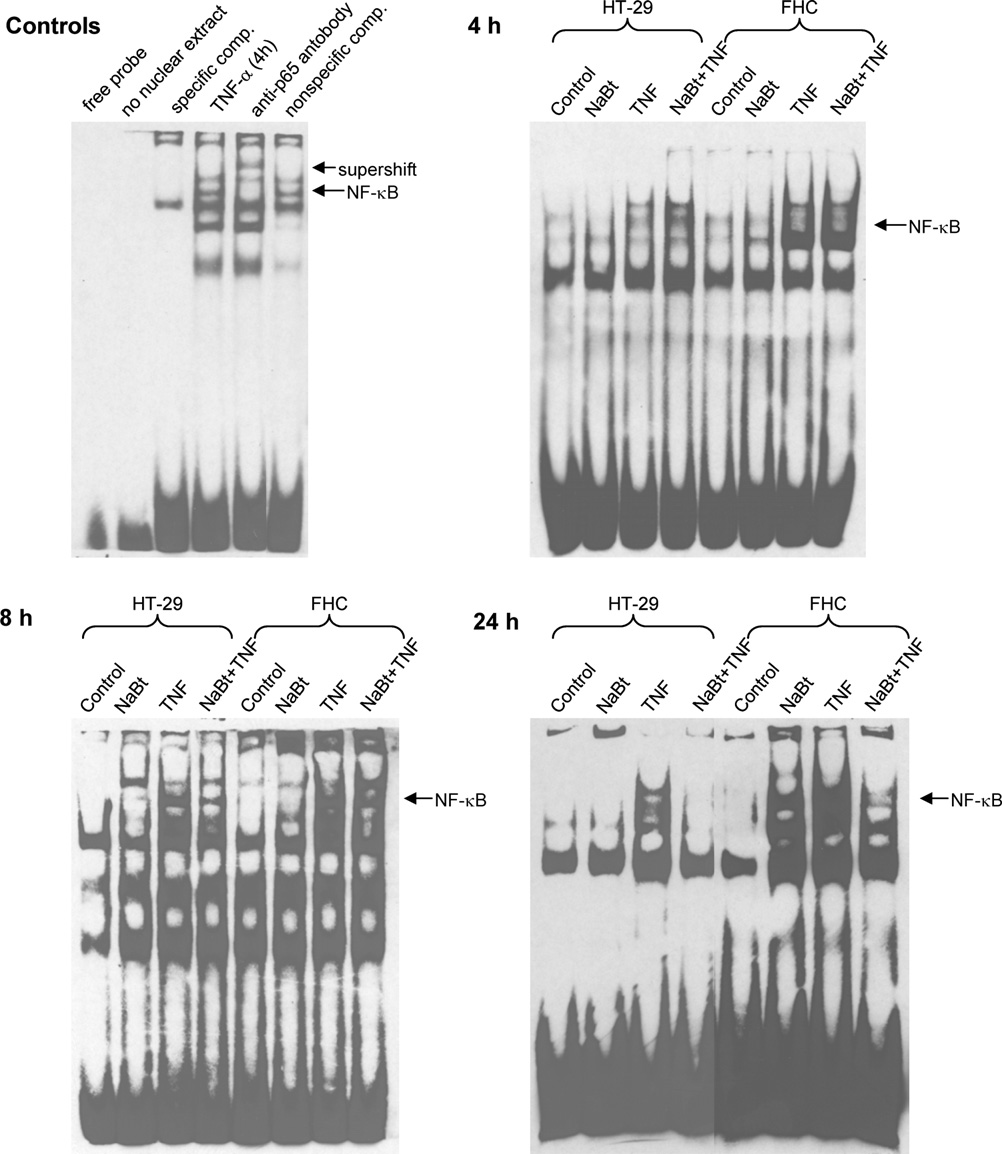 Controls
free probe
no nuclear extract
specific comp.
TNF-α (4h)
anti-p65 antobody
nonspecific comp.
supershift
NF-κB
4 h
HT-29
FHC
Control
NaBt
TNF
NaBt+TNF
Control
NaBt
TNF
NaBt+TNF
NF-κB
8 h
HT-29
FHC
Control
NaBt
TNF
NaBt+TNF
Control
NaBt
TNF
NaBt+TNF
NF-κB
24 h
HT-29
FHC
Control
NaBt
TNF
NaBt+TNF
Control
NaBt
TNF
NaBt+TNF
NF-κB